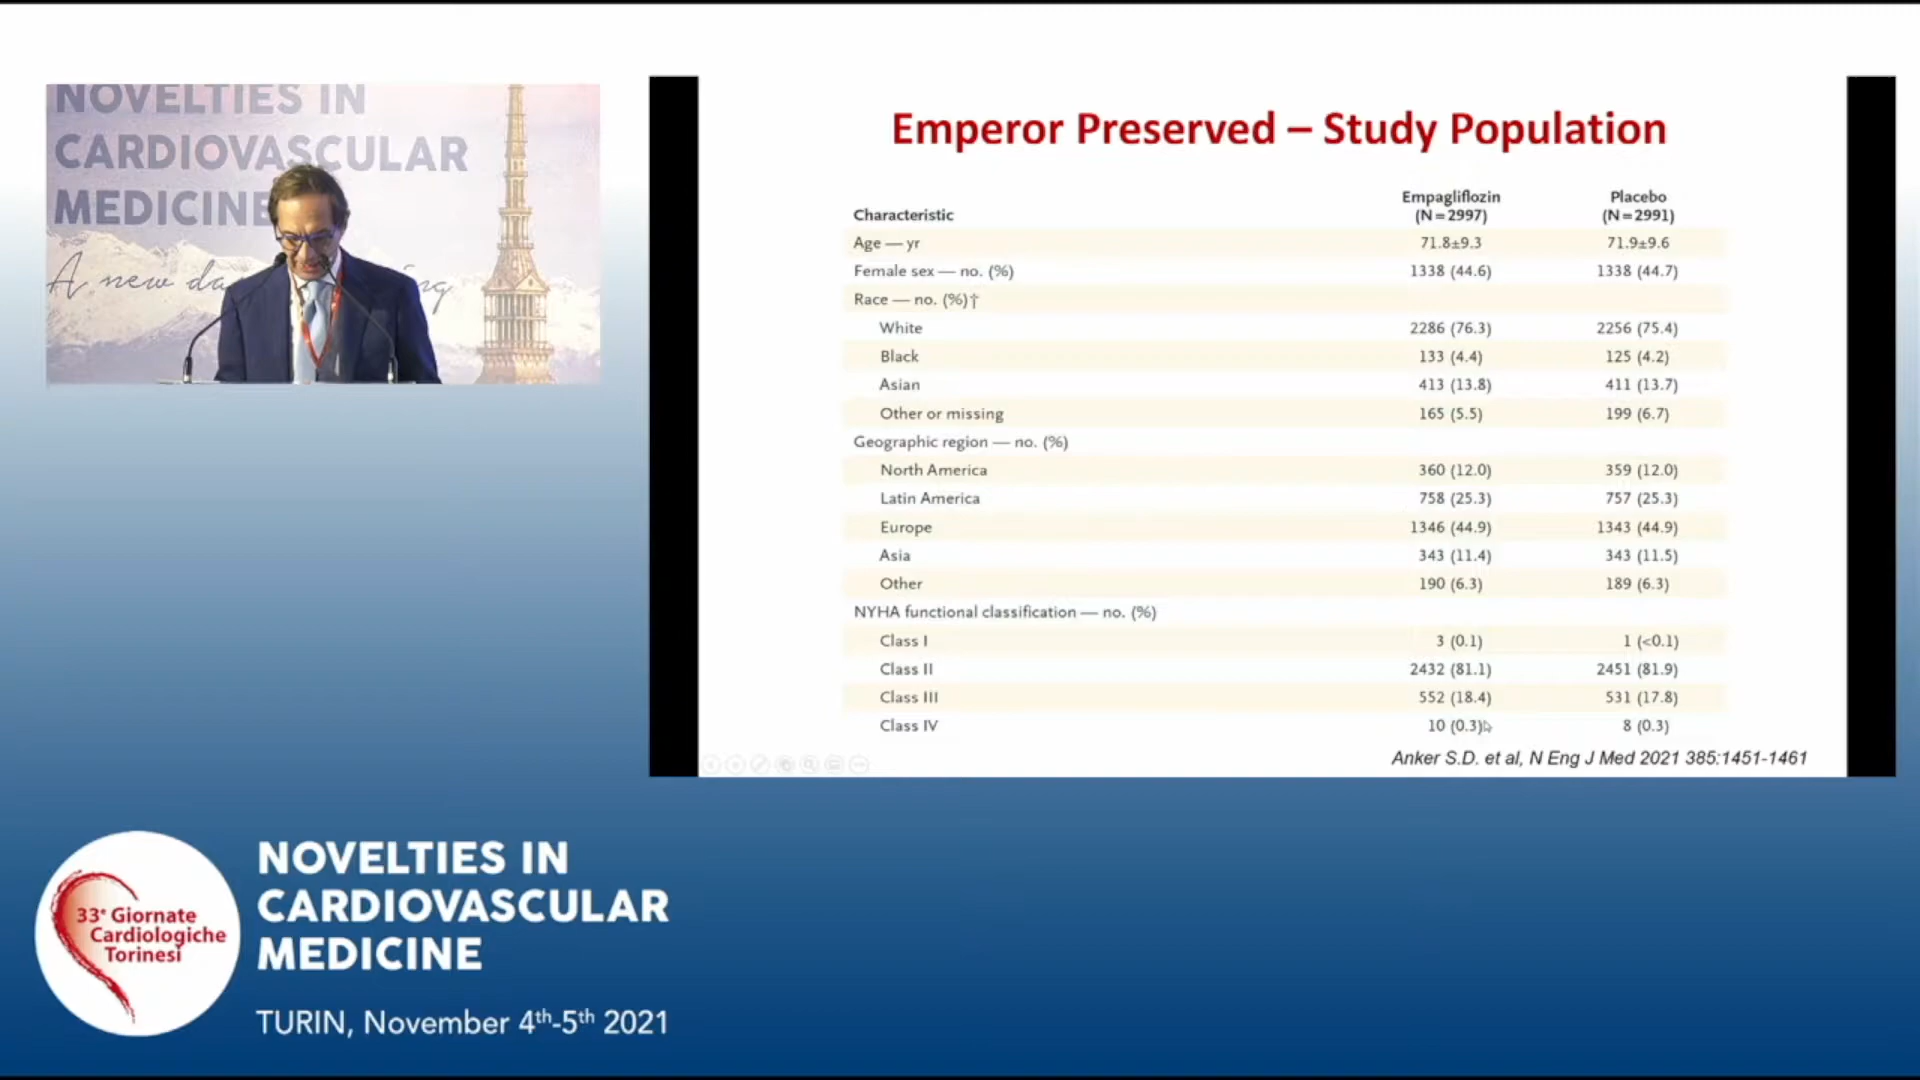 NOVELTIES IN
CARDIOVASCULAR
MEDICINE
A new da ng
Emperor Preserved – Study Population
Characteristic Empagliflozin (N=2997) Placebo (N=2991)
Age — yr 71.8±9.3 71.9±9.6
Female sex — no. (%) 1338 (44.6) 1338 (44.7)
Race — no. (%)†
White 2286 (76.3) 2256 (75.4)
Black 133 (4.4) 125 (4.2)
Asian 413 (13.8) 411 (13.7)
Other or missing 165 (5.5) 199 (6.7)
Geographic region — no. (%)
North America 360 (12.0) 359 (12.0)
Latin America 758 (25.3) 757 (25.3)
Europe 1346 (44.9) 1343 (44.9)
Asia 343 (11.4) 343 (11.5)
Other 190 (6.3) 189 (6.3)
NYHA functional classification — no. (%)
Class I 3 (0.1) 1 (<0.1)
Class II 2432 (81.1) 2451 (81.9)
Class III 552 (18.4) 531 (17.8)
Class IV 10 (0.3) 8 (0.3)
Anker S.D. et al, N Eng J Med 2021 385:1451-1461
33e Giornate
Cardiologiche
Torinesi
NOVELTIES IN
CARDIOVASCULAR
MEDICINE
TURIN, November 4th-5th 2021